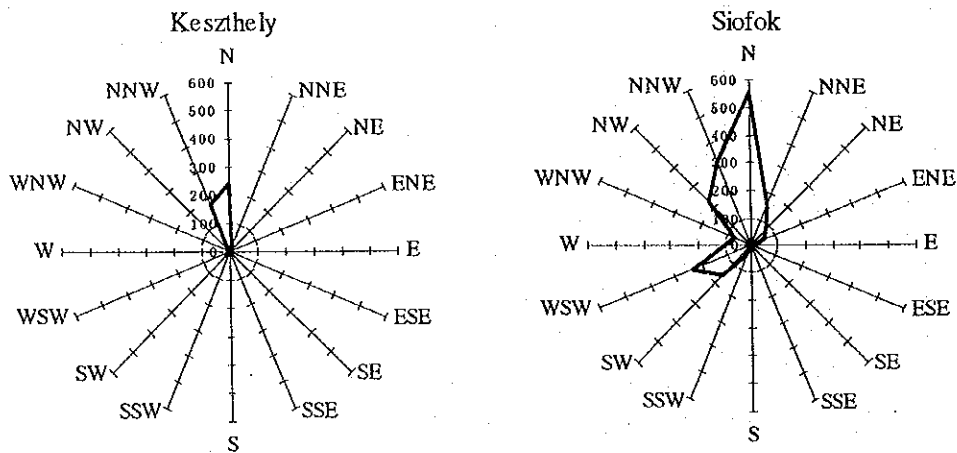 Keszthely
N
NNW
NNE
NW
NE
WNW
ENE
W
E
WSW
ESE
SW
SE
SSW
SSE
S
600
500
400
300
200
100
0
Siofok
N
NNW
NNE
NW
NE
WNW
ENE
W
E
WSW
ESE
SW
SE
SSW
SSE
S
600
500
400
300
200
100
0